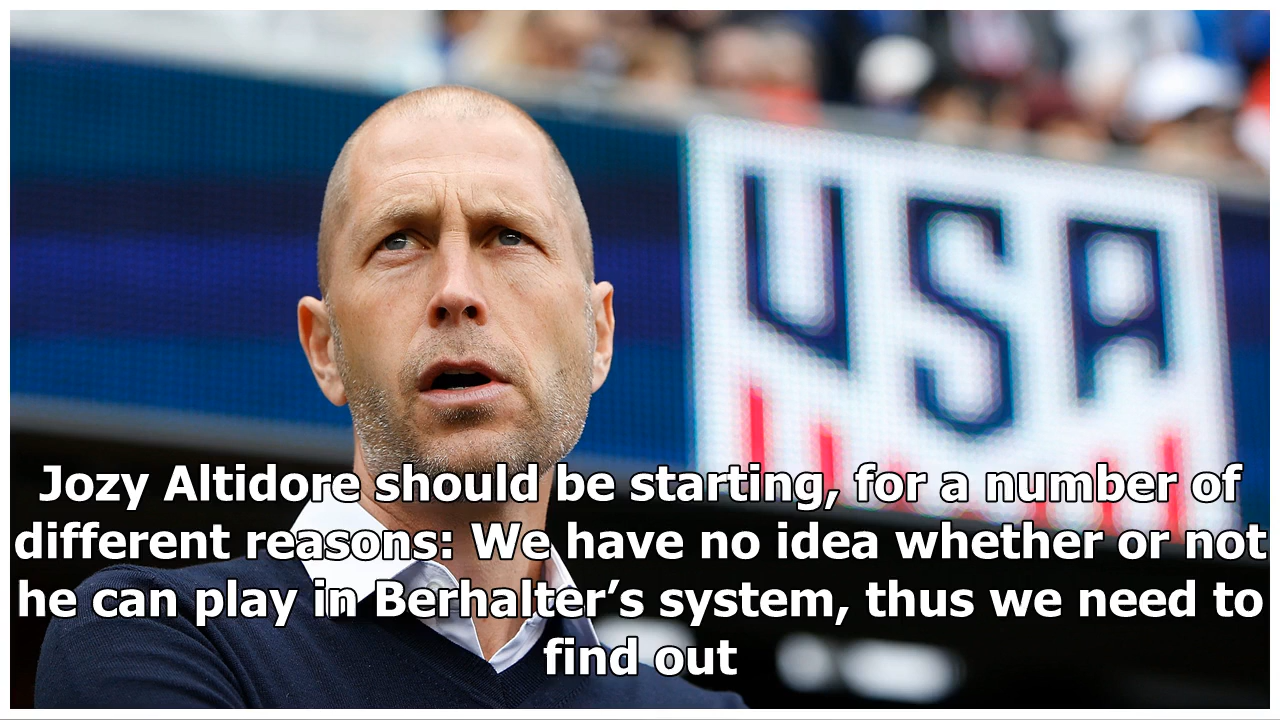 USA
Jozy Altidore should be starting, for a number of
different reasons: We have no idea whether or not
he can play in Berhalter’s system, thus we need to
find out